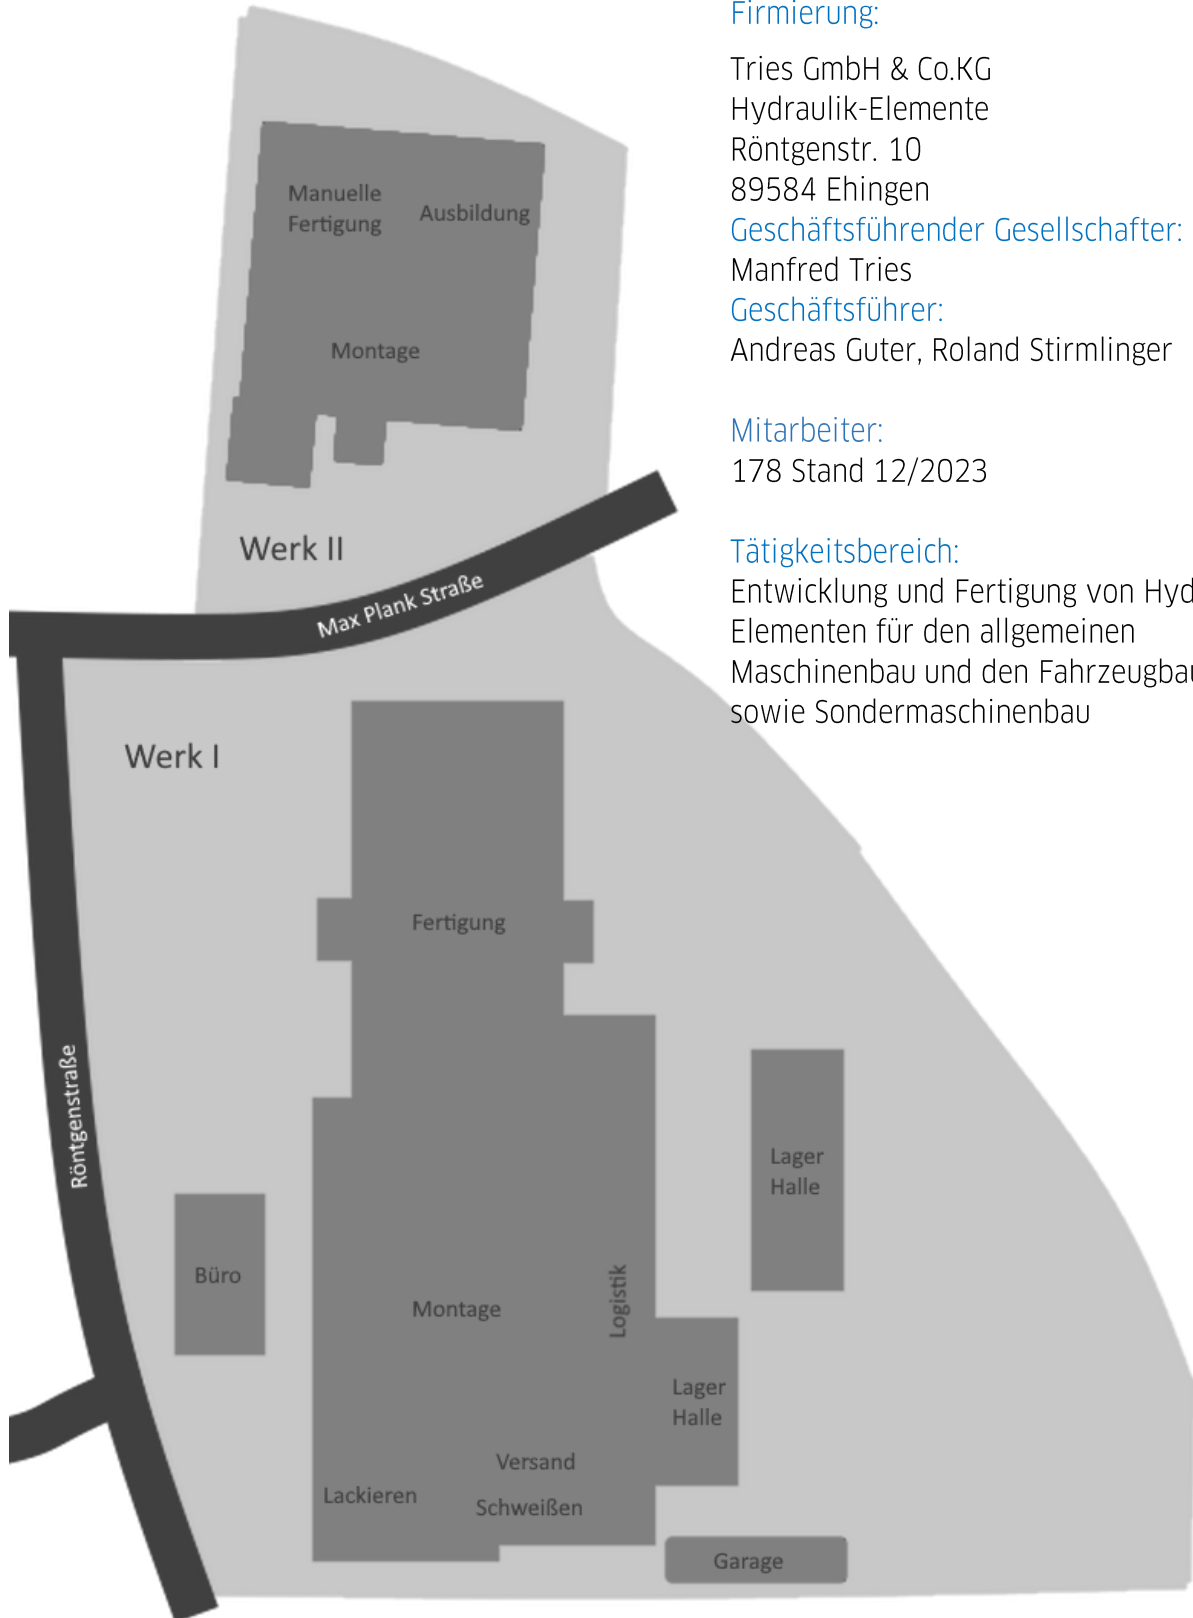 Firmierung:
Tries GmbH & Co.KG
Hydraulik-Elemente
Röntgenstr. 10
89584 Ehingen
Geschäftsführender Gesellschafter:
Manfred Tries
Geschäftsführer:
Andreas Guter, Roland Stirmlinger
Mitarbeiter:
178 Stand 12/2023
Tätigkeitsbereich:
Entwicklung und Fertigung von Hyd
Elementen für den allgemeinen
Maschinenbau und den Fahrzeugbau
sowie Sondermaschinenbau
Manuelle
Fertigung
Ausbildung
Montage
Werk II
Max Plank Straße
Werk I
Fertigung
Röntgenstraße
Lager
Halle
Büro
Montage
Logistik
Lager
Halle
Versand
Lackieren
Schweißen
Garage